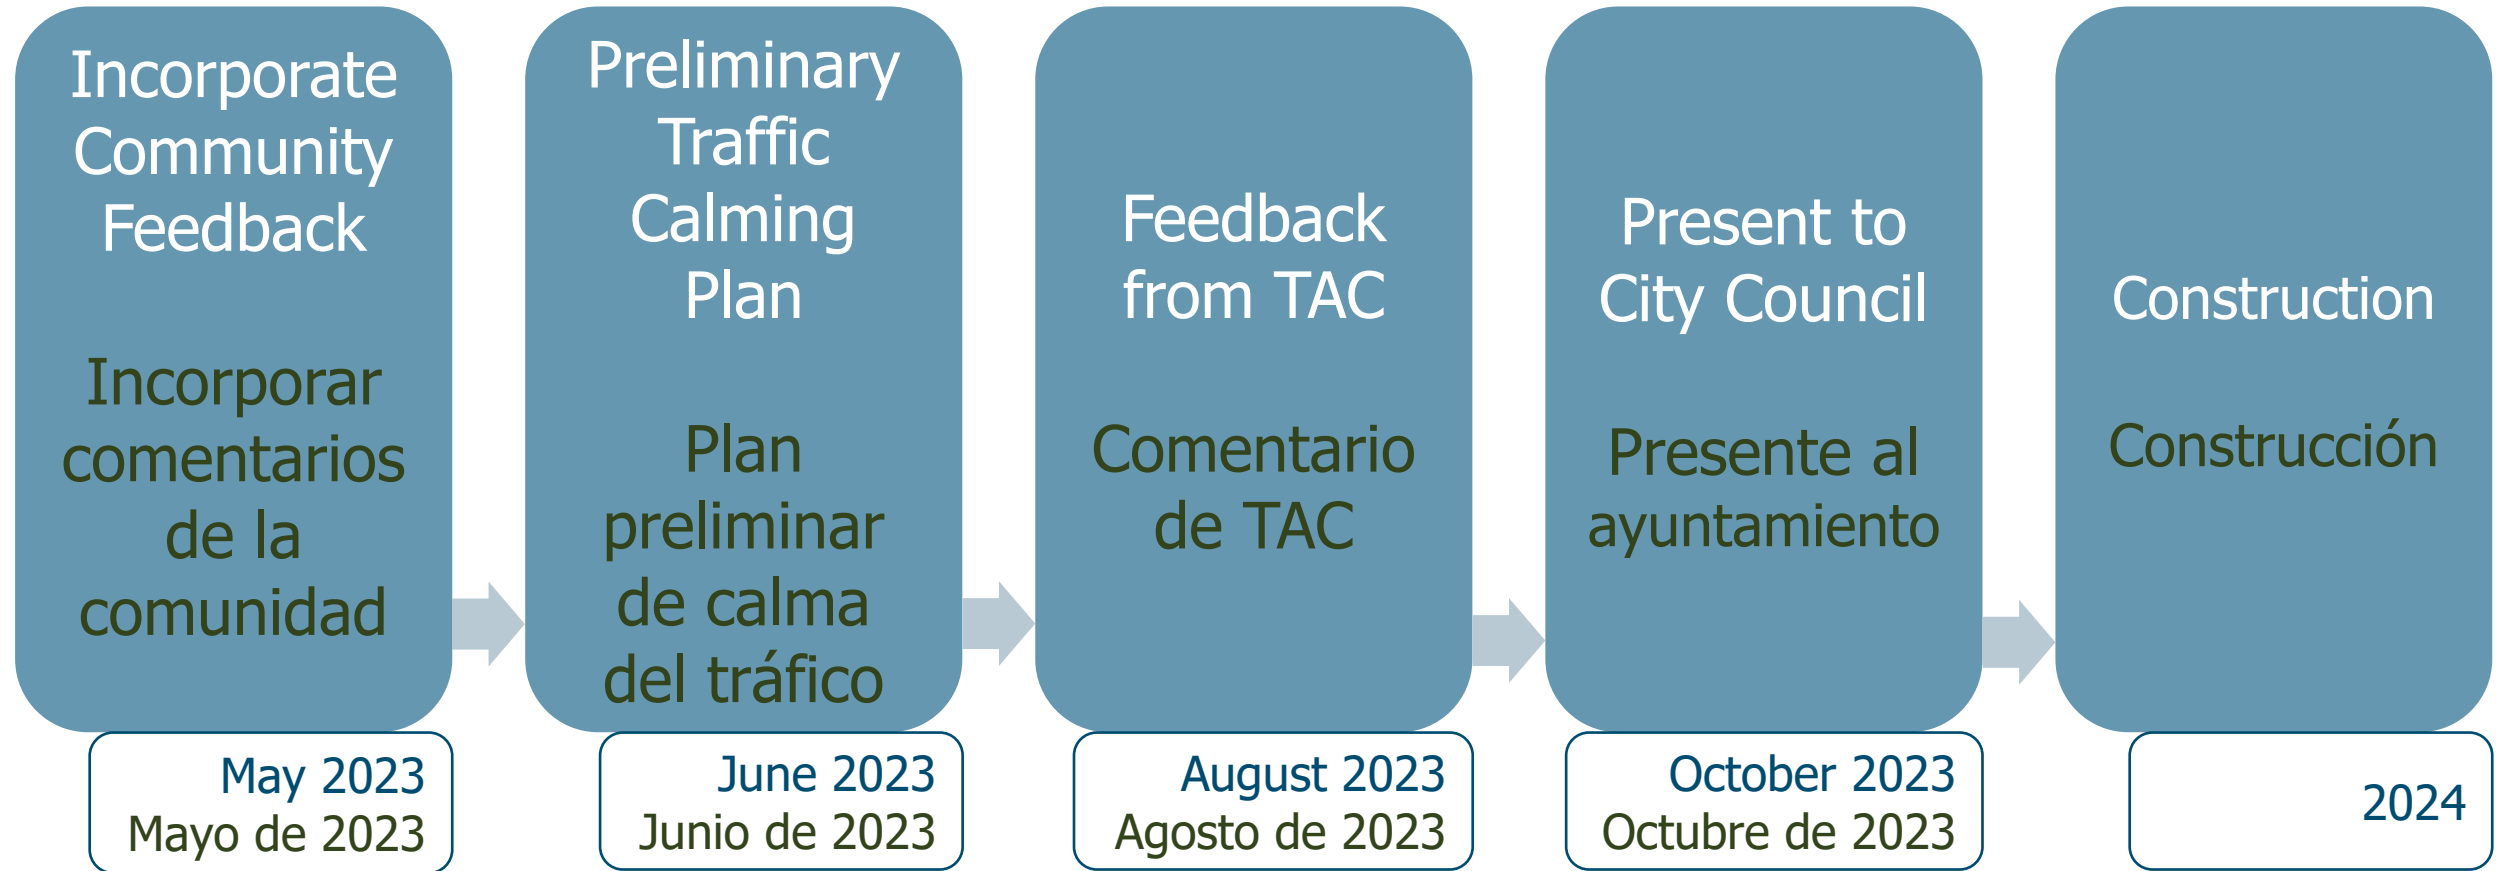 Incorporate
Community
Feedback
Incorporar
comentarios
de la
comunidad
May 2023
Mayo de 2023
Preliminary
Traffic
Calming
Plan
Plan
preliminar
de calma
del tráfico
June 2023
Junio de 2023
Feedback
from TAC
Comentario
de TAC
August 2023
Agosto de 2023
Present to
City Council
Presente al
ayuntamiento
October 2023
Octubre de 2023
Construction
Construcción
2024